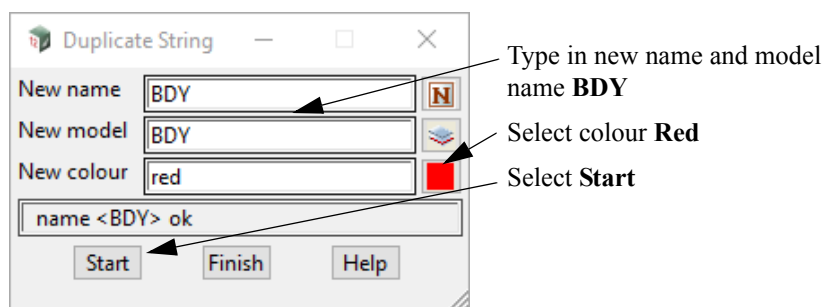 Duplicate String
New name BDY
New model BDY
New colour red
name <BDY> ok
Start Finish Help
Type in new name and model
name BDY
Select colour Red
Select Start